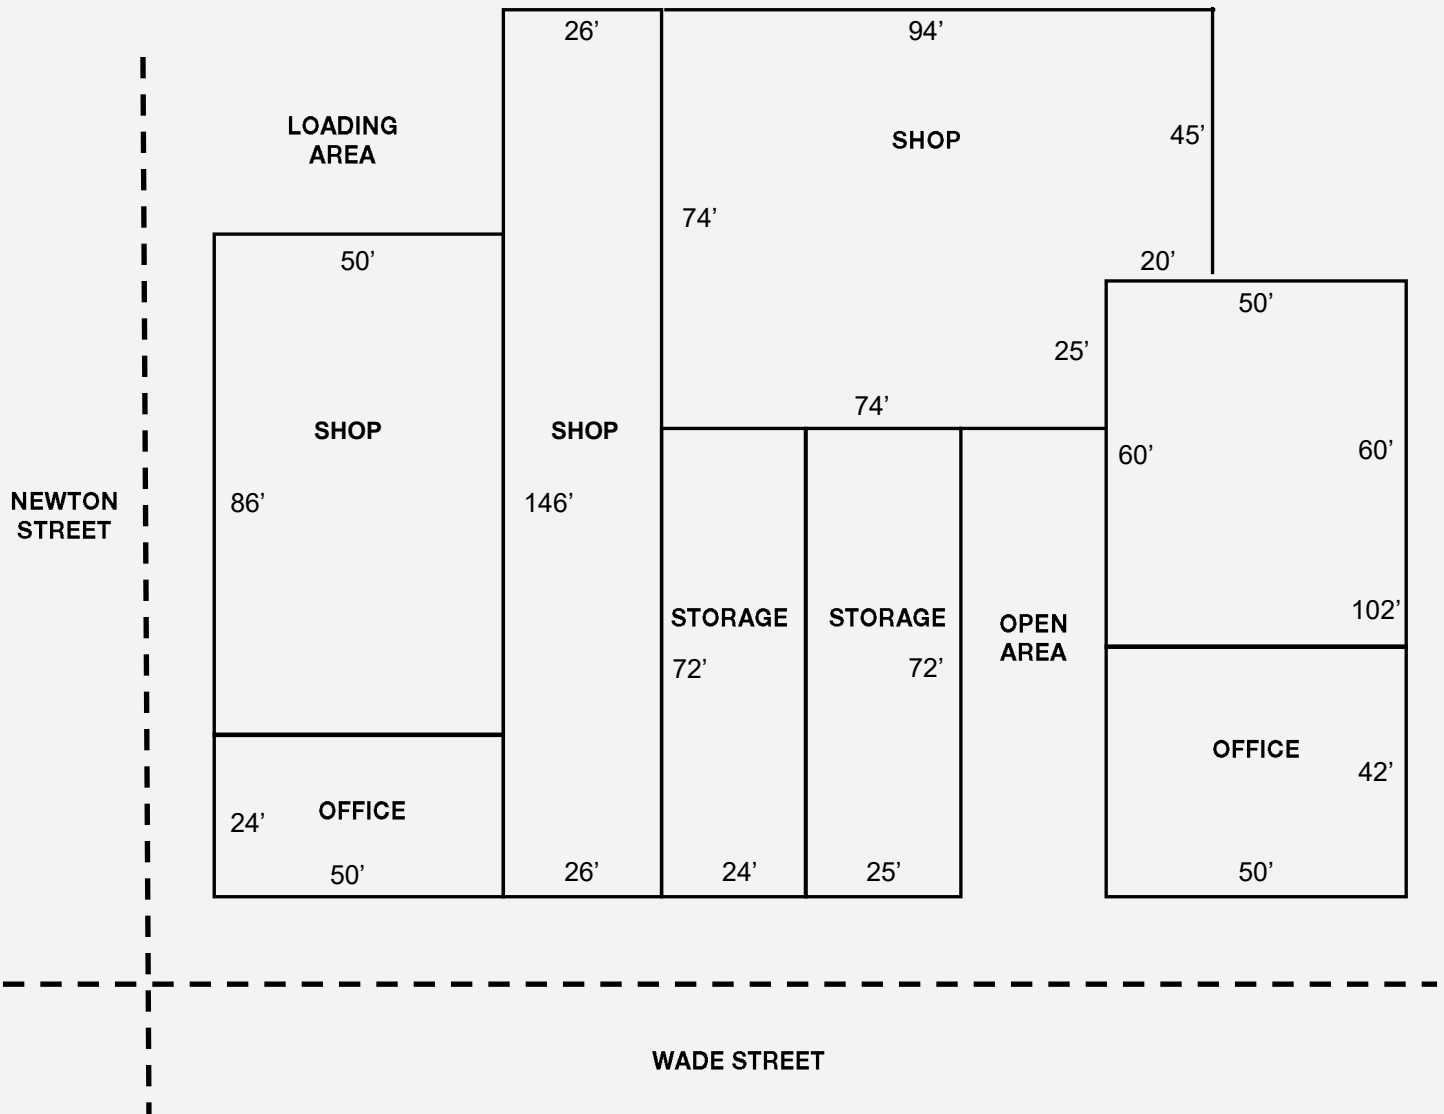 26’
94’
LOADING
AREA
SHOP
45’
74’
20’
50’
50’
25’
74’
SHOP
SHOP
60’
60’
NEWTON
STREET
86’
146’
STORAGE
STORAGE
OPEN
AREA
102’
72’
72’
OFFICE
42’
24’
OFFICE
50’
26’
24’
25’
50’
WADE STREET